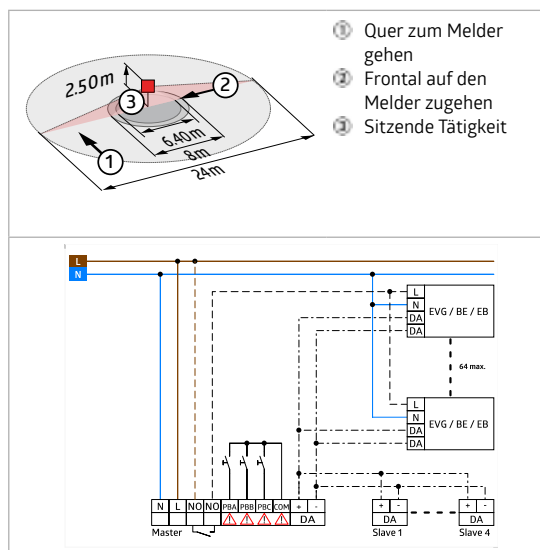 2.50m
3
2
1
6.40m
8m
24m
1 Quer zum Melder
gehen
2 Frontal auf den
Melder zugehen
3 Sitzende Tätigkeit
L
N
L
N
DA
DA
EVG / BE / EB
64 max.
L
N
DA
DA
EVG / BE / EB
N L NO NO PBA PBB PBC COM + -
DA
Master
+ -
DA
Slave 1
+ -
DA
Slave 4